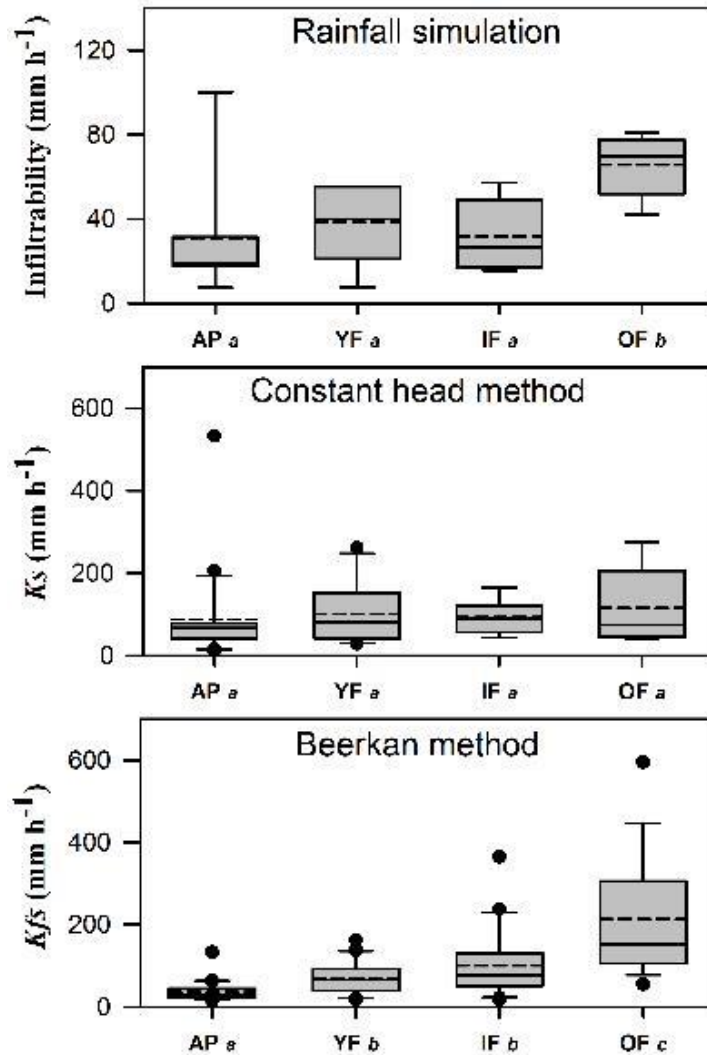 Rainfall simulation
Infiltrability (mm h-1)
120
80
40
0
AP a
YF a
IF a
OF b
Constant head method
Ks (mm h-1)
600
400
200
0
AP a
YF a
IF a
OF a
Beerkan method
Kfs (mm h-1)
600
400
200
0
AP a
YF b
IF b
OF c